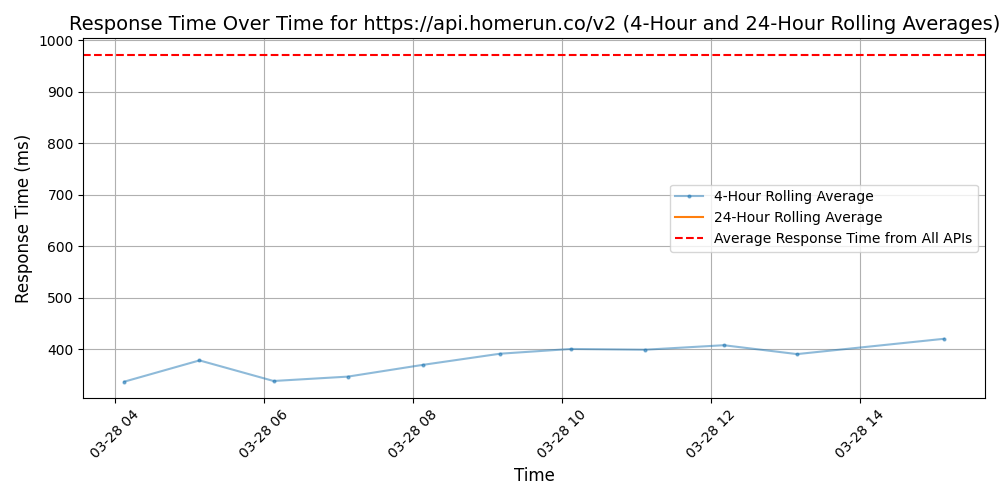 Response Time Over Time for https://api.homerun.co/v2 (4-Hour and 24-Hour Rolling Averages)
Response Time (ms)
1000
900
800
700
600
500
400
4-Hour Rolling Average
24-Hour Rolling Average
Average Response Time from All APIs
03-28 04
03-28 06
03-28 08
03-28 10
03-28 12
03-28 14
Time